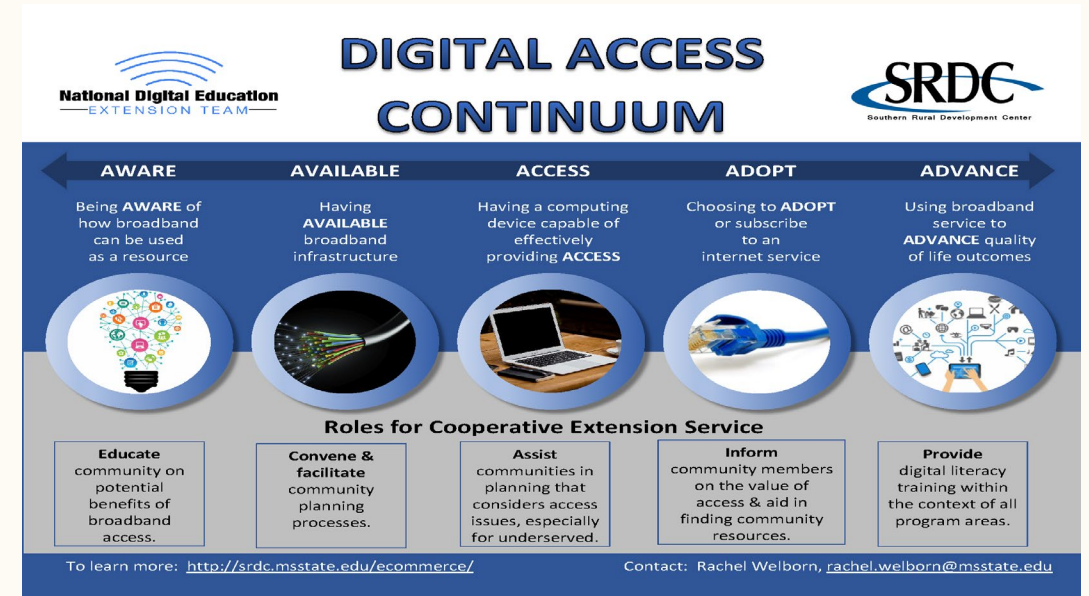 National Digital Education
EXTENSION TEAM
DIGITAL ACCESS
CONTINUUM
SRDC
Southern Rural Development Center
AWARE
AVAILABLE
ACCESS
ADOPT
ADVANCE
Being AWARE of
how broadband
can be used
as a resource
Having
AVAILABLE
broadband
infrastructure
Having a computing
device capable of
effectively
providing ACCESS
Choosing to ADOPT
or subscribe
to an
internet service
Using broadband
service to
ADVANCE quality
of life outcomes
Roles for Cooperative Extension Service
Educate
community on
potential
benefits of
broadband
access.
Convene &
facilitate
community
planning
processes.
Assist
communities in
planning that
considers access
issues, especially
for underserved.
Inform
community members
on the value of
access & aid in
finding community
resources.
Provide
digital literacy
training within
the context of all
program areas.
To learn more: http://srdc.msstate.edu/ecommerce/
Contact: Rachel Welborn, rachel.welborn@msstate.edu